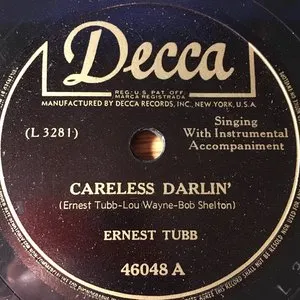 Decca
REG. U.S. PAT. OFF.
MARCA REGISTRADA
MANUFACTURED BY DECCA RECORDS, INC., NEW YORK, U.S.A.
(L 3281)
Singing
With Instrumental
Accompaniment
CARELESS DARLIN'
(Ernest Tubb-Lou Wayne-Bob Shelton)
ERNEST TUBB
46048 A